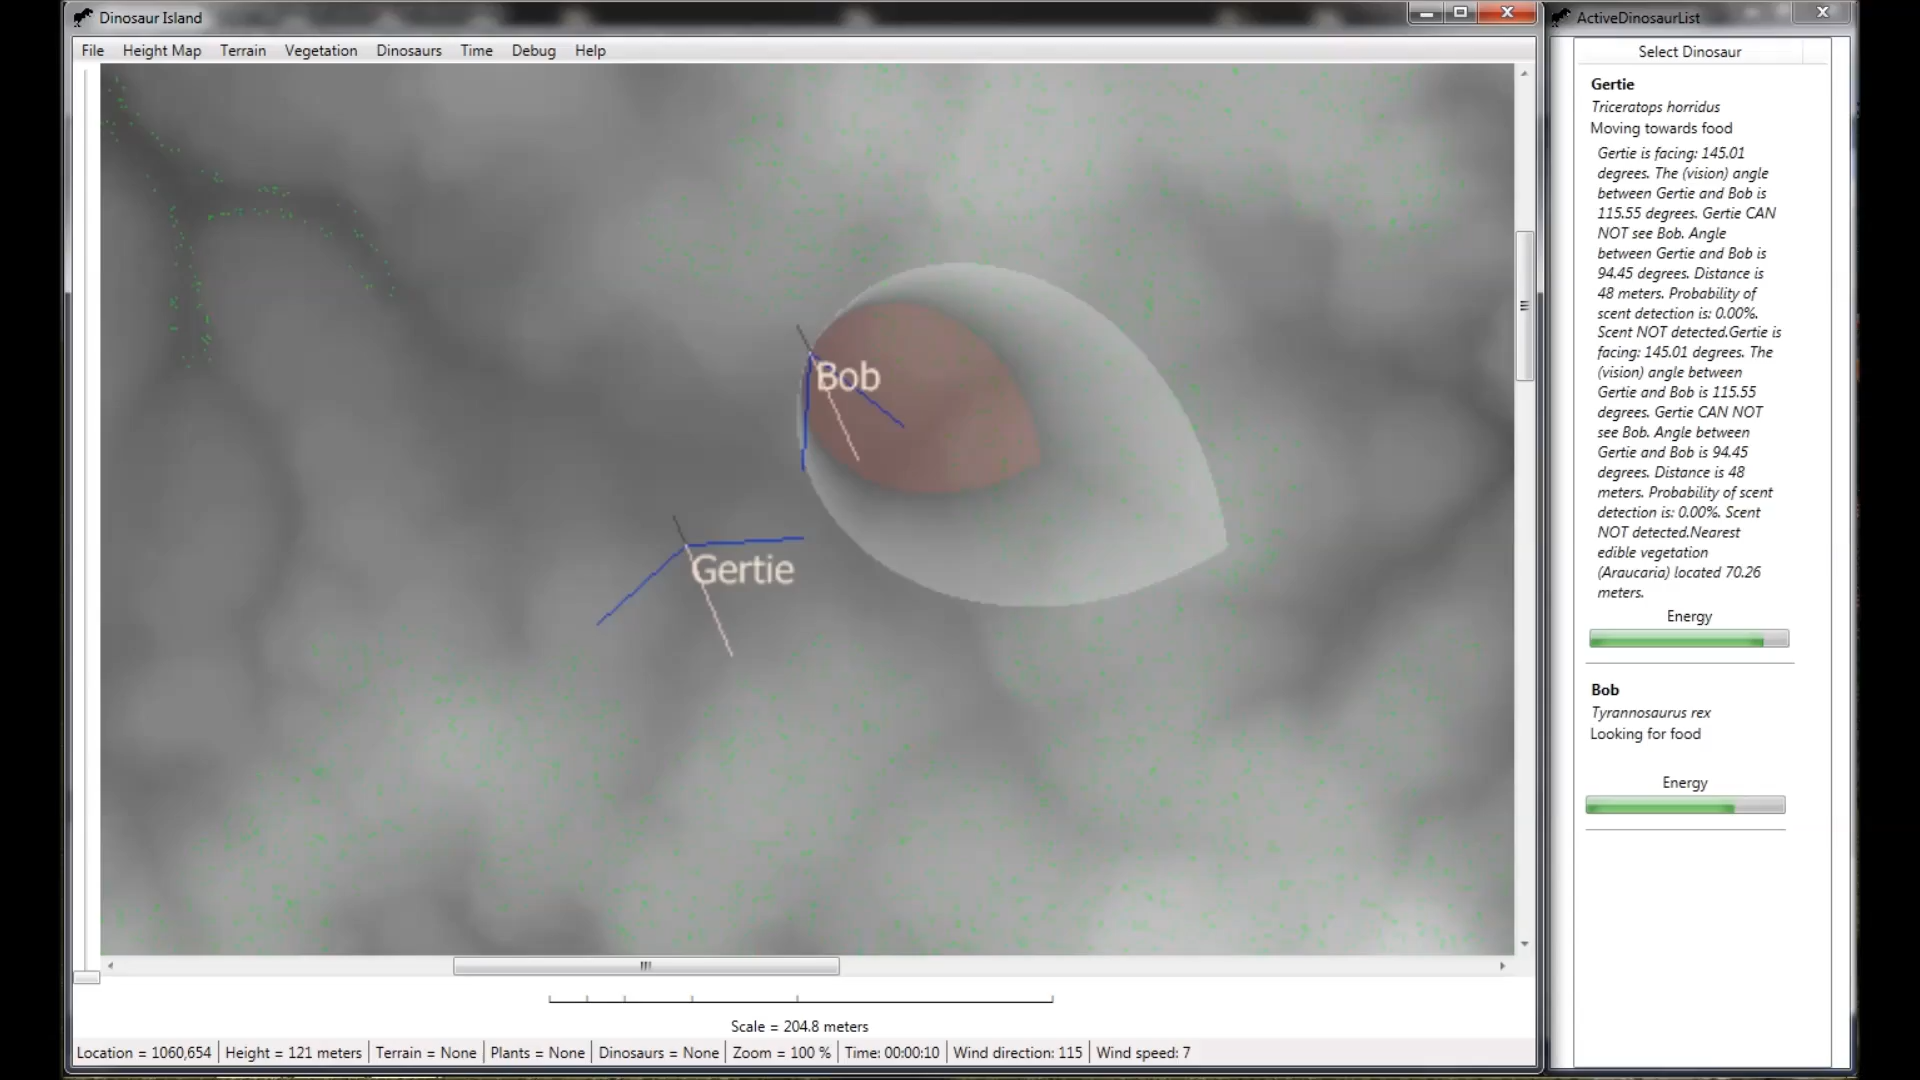 Dinosaur Island
File Height Map Terrain Vegetation Dinosaurs Time Debug Help
Bob
Gertie
Scale = 204.8 meters
Location = 1060,654 Height = 121 meters Terrain = None Plants = None Dinosaurs = None Zoom = 100 % Time: 00:00:10 Wind direction: 115 Wind speed: 7
ActiveDinosaurList
Select Dinosaur
Gertie
Triceratops horridus
Moving towards food
Gertie is facing: 145.01
degrees. The (vision) angle
between Gertie and Bob is
115.55 degrees. Gertie CAN
NOT see Bob. Angle
between Gertie and Bob is
94.45 degrees. Distance is
48 meters. Probability of
scent detection is: 0.00%.
Scent NOT detected.Gertie is
facing: 145.01 degrees. The
(vision) angle between
Gertie and Bob is 115.55
degrees. Gertie CAN NOT
see Bob. Angle between
Gertie and Bob is 94.45
degrees. Distance is 48
meters. Probability of scent
detection is: 0.00%. Scent
NOT detected.Nearest
edible vegetation
(Araucaria) located 70.26
meters.
Energy
Bob
Tyrannosaurus rex
Looking for food
Energy